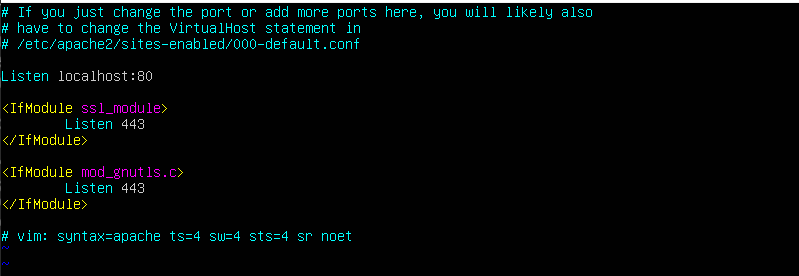 # If you just change the port or add more ports here, you will likely also
# have to change the VirtualHost statement in
# /etc/apache2/sites-enabled/000-default.conf
Listen localhost:80
<IfModule ssl_module>
Listen 443
</IfModule>
<IfModule mod_gnutls.c>
Listen 443
</IfModule>
# vim: syntax=apache ts=4 sw=4 sts=4 sr noet
~
~